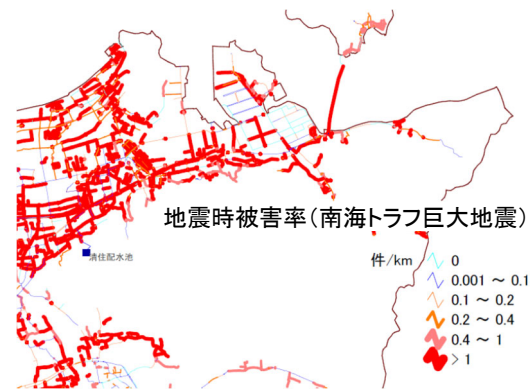 地震時被害率(南海トラフ巨大地震)
清住配水池
件/km
0
0.001 ～ 0.1
0.1 ～ 0.2
0.2 ～ 0.4
0.4 ～ 1
> 1